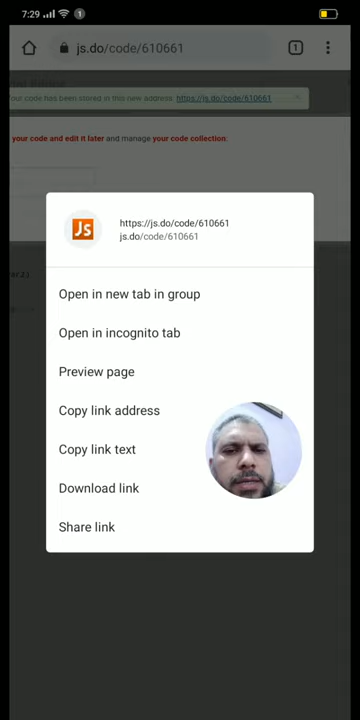 7:29
1
js.do/code/610661
1
Your code has been stored in this new address: https://js.do/code/610661
your code and edit it later and manage your code collection:
JS
https://js.do/code/610661
js.do/code/610661
Open in new tab in group
Open in incognito tab
Preview page
Copy link address
Copy link text
Download link
Share link